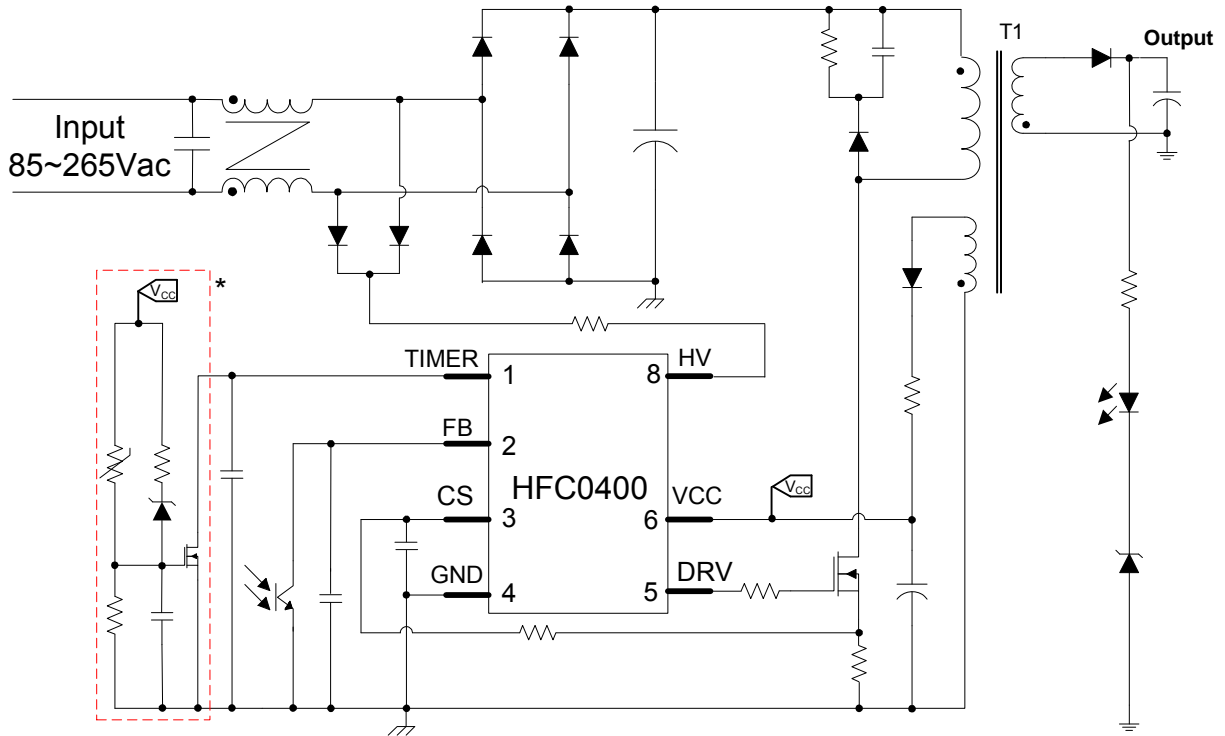 T1
Output
Input
85~265Vac
VCC
*
TIMER
1
8
HV
FB
2
HFC0400
CS
3
VCC
6
VCC
GND
4
5
DRV